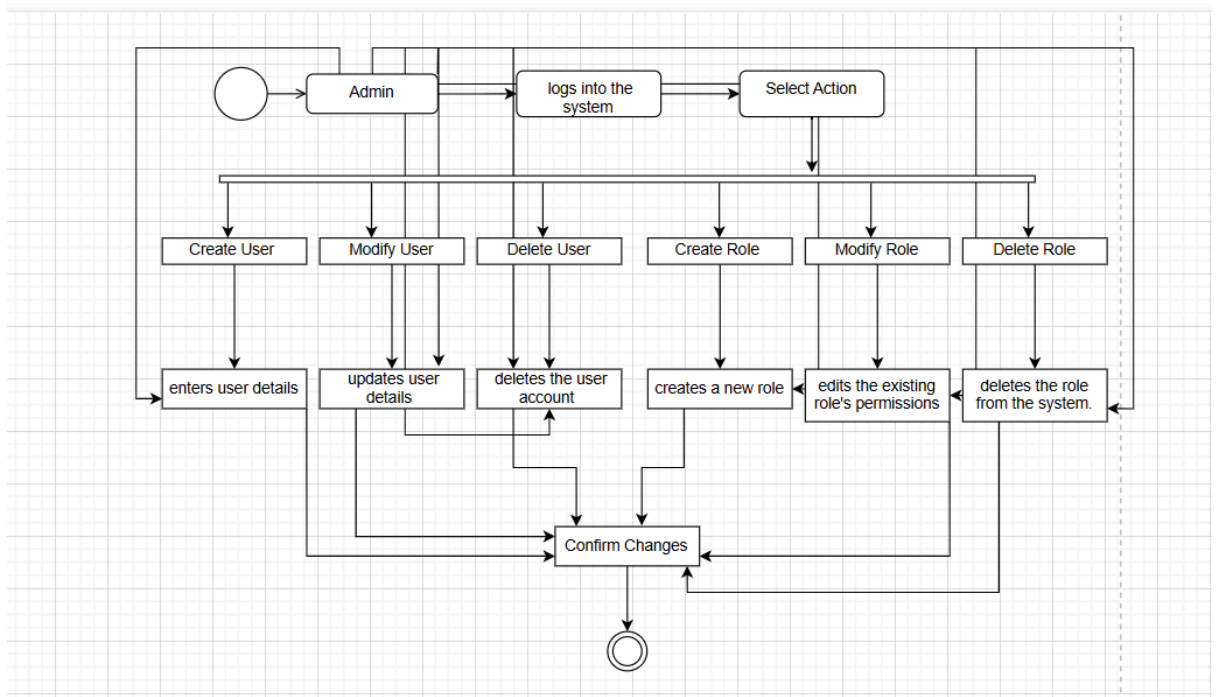 Admin
logs into the
system
Select Action
Create User
Modify User
Delete User
Create Role
Modify Role
Delete Role
enters user details
updates user
details
deletes the user
account
creates a new role
edits the existing
role's permissions
deletes the role
from the system.
Confirm Changes